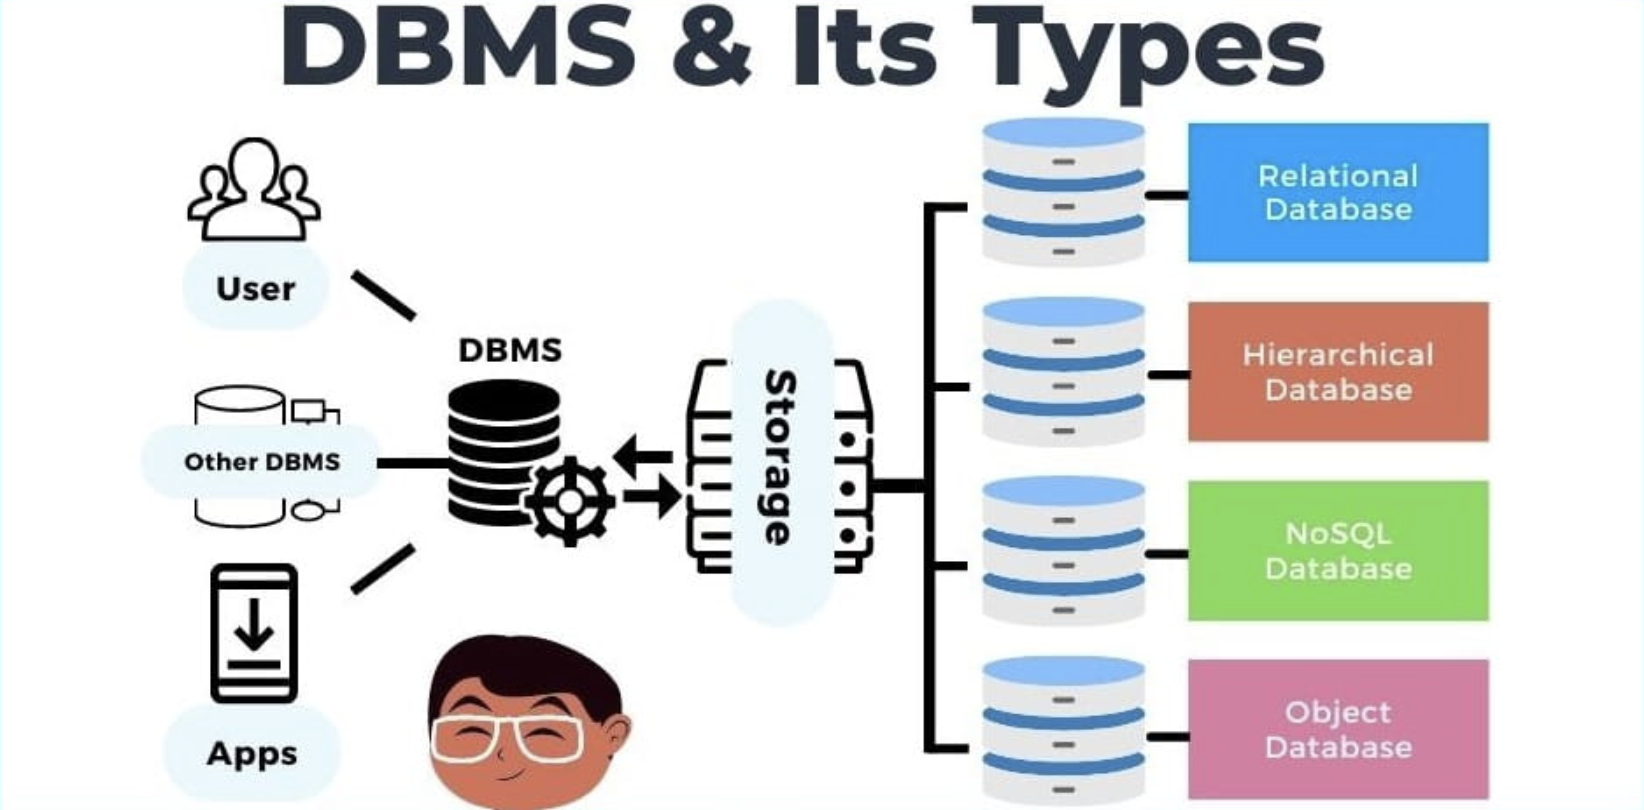 DBMS & Its Types
User
DBMS
Other DBMS
Apps
Storage
Relational
Database
Hierarchical
Database
NoSQL
Database
Object
Database